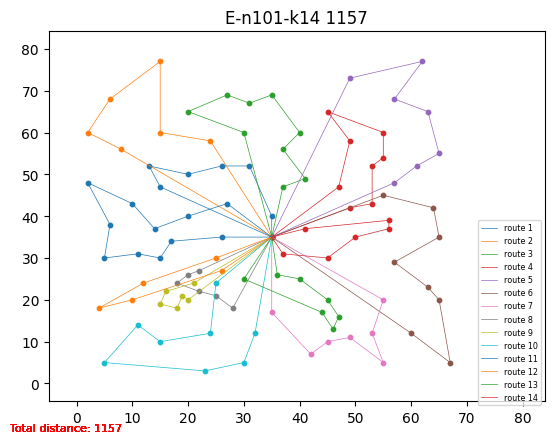 E-n101-k14 1157
80
70
60
50
40
30
20
10
0
0 10 20 30 40 50 60 70 80
route 1
route 2
route 3
route 4
route 5
route 6
route 7
route 8
route 9
route 10
route 11
route 12
route 13
route 14
Total distance: 1157